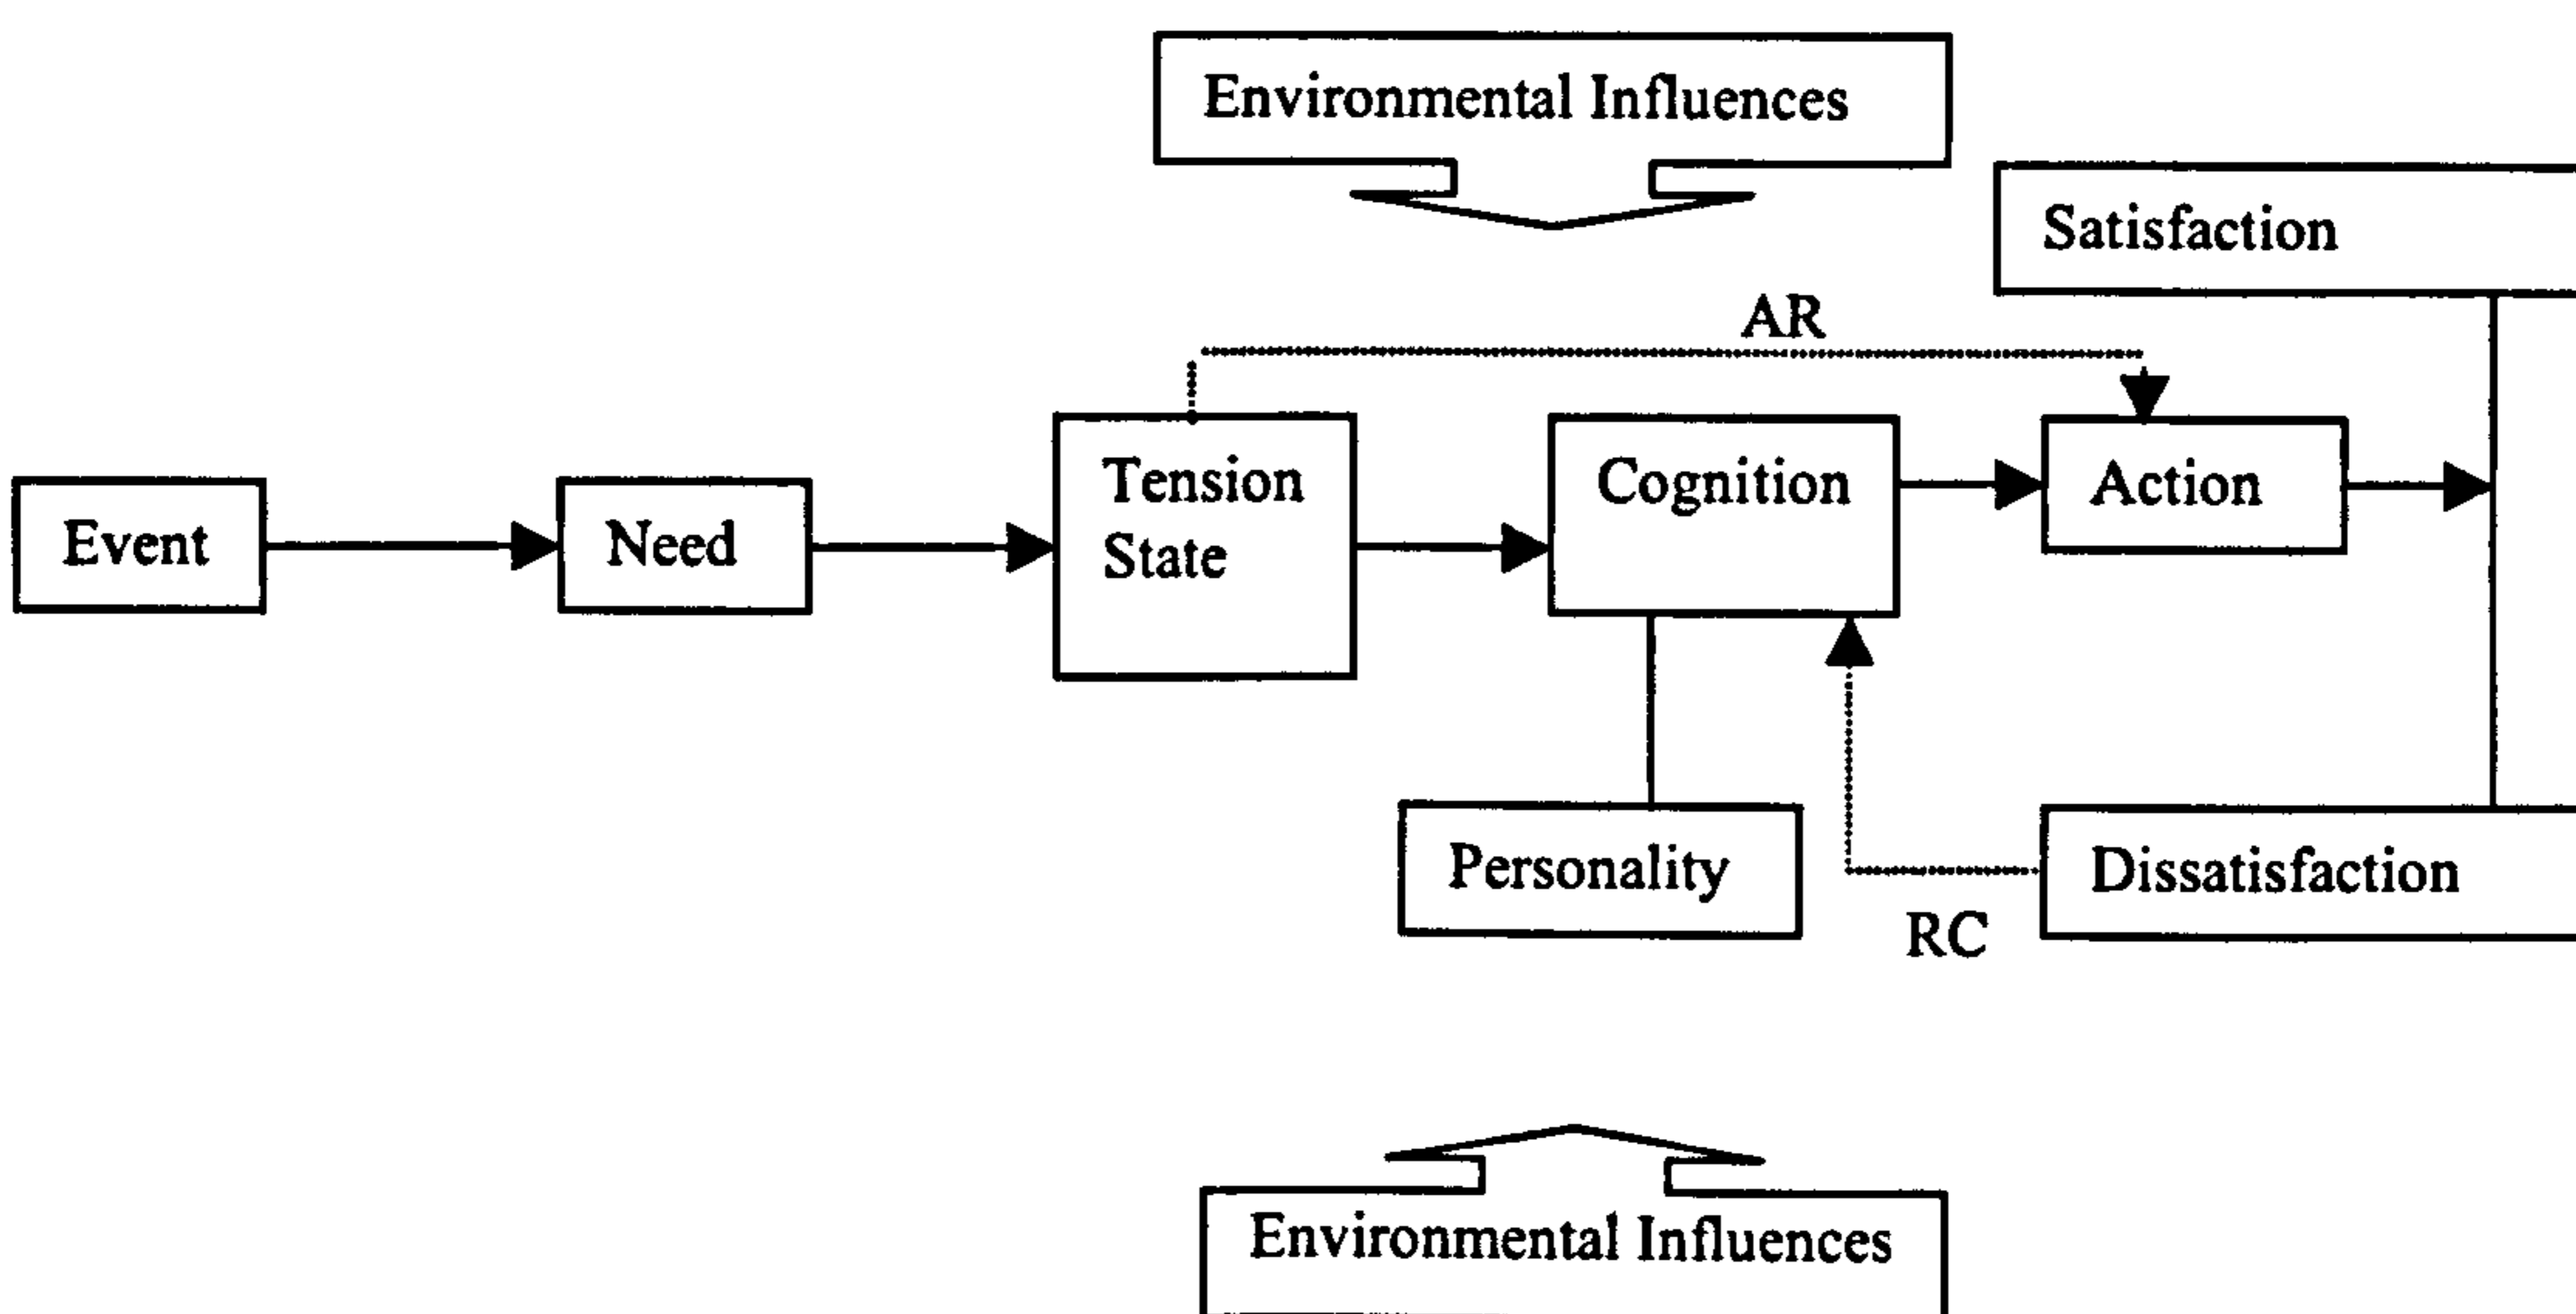 Environmental Influences
Satisfaction
AR
Event
Need
Tension
State
Cognition
Action
Personality
Dissatisfaction
RC
Environmental Influences